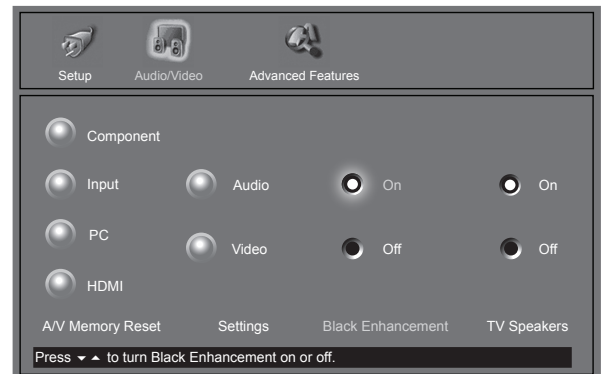 Setup Audio/Video Advanced Features
Component
Input Audio On On
PC Video Off Off
HDMI
A/V Memory Reset Settings Black Enhancement TV Speakers
Press ▾ ▴ to turn Black Enhancement on or off.